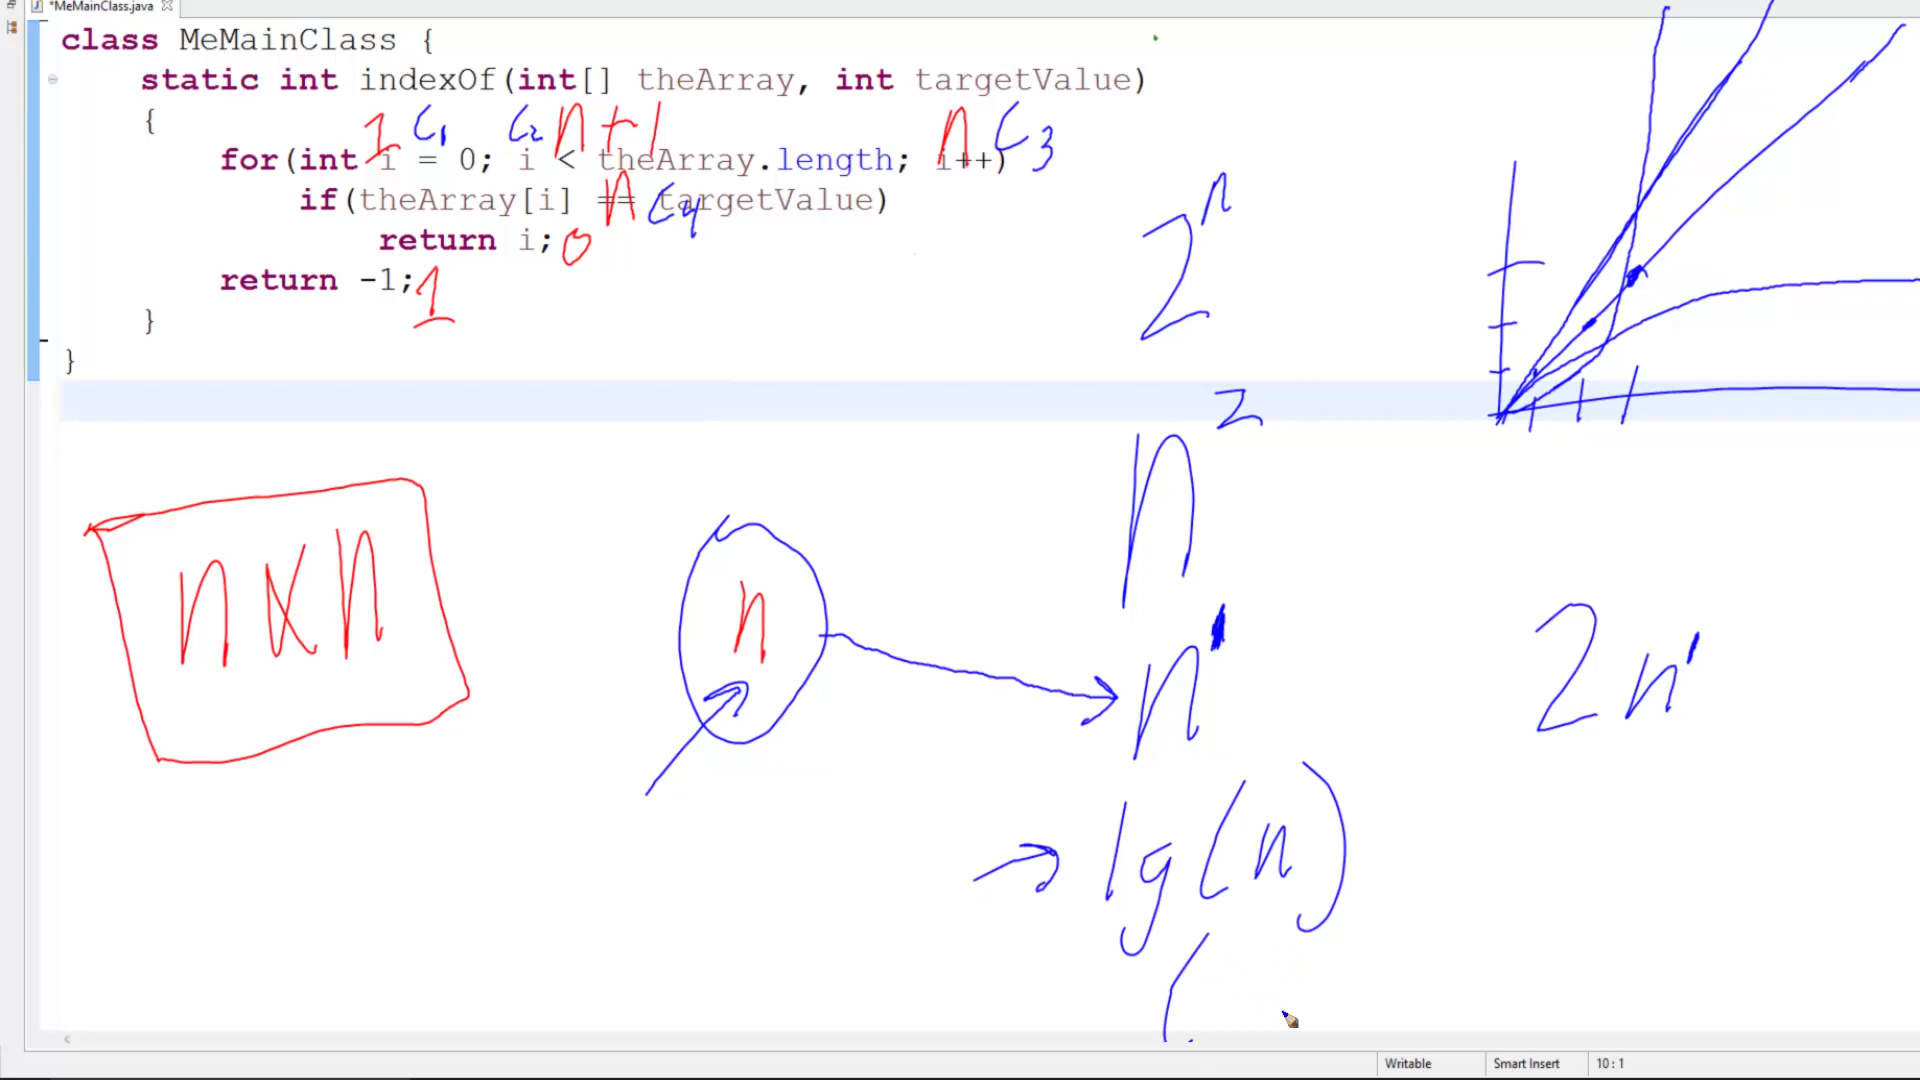 *MeMainClass.java
class MeMainClass {
static int indexOf(int[] theArray, int targetValue)
{
1 C1 C2 n+1 n C3
for(int i = 0; i < theArray.length; i++)
if(theArray[i] == targetValue)
n C4
return i; 0
return -1; 1
}
}
2^n
n^2
n x n
n
n^1
2n^1
lg(n)
Writable Smart Insert 10 : 1